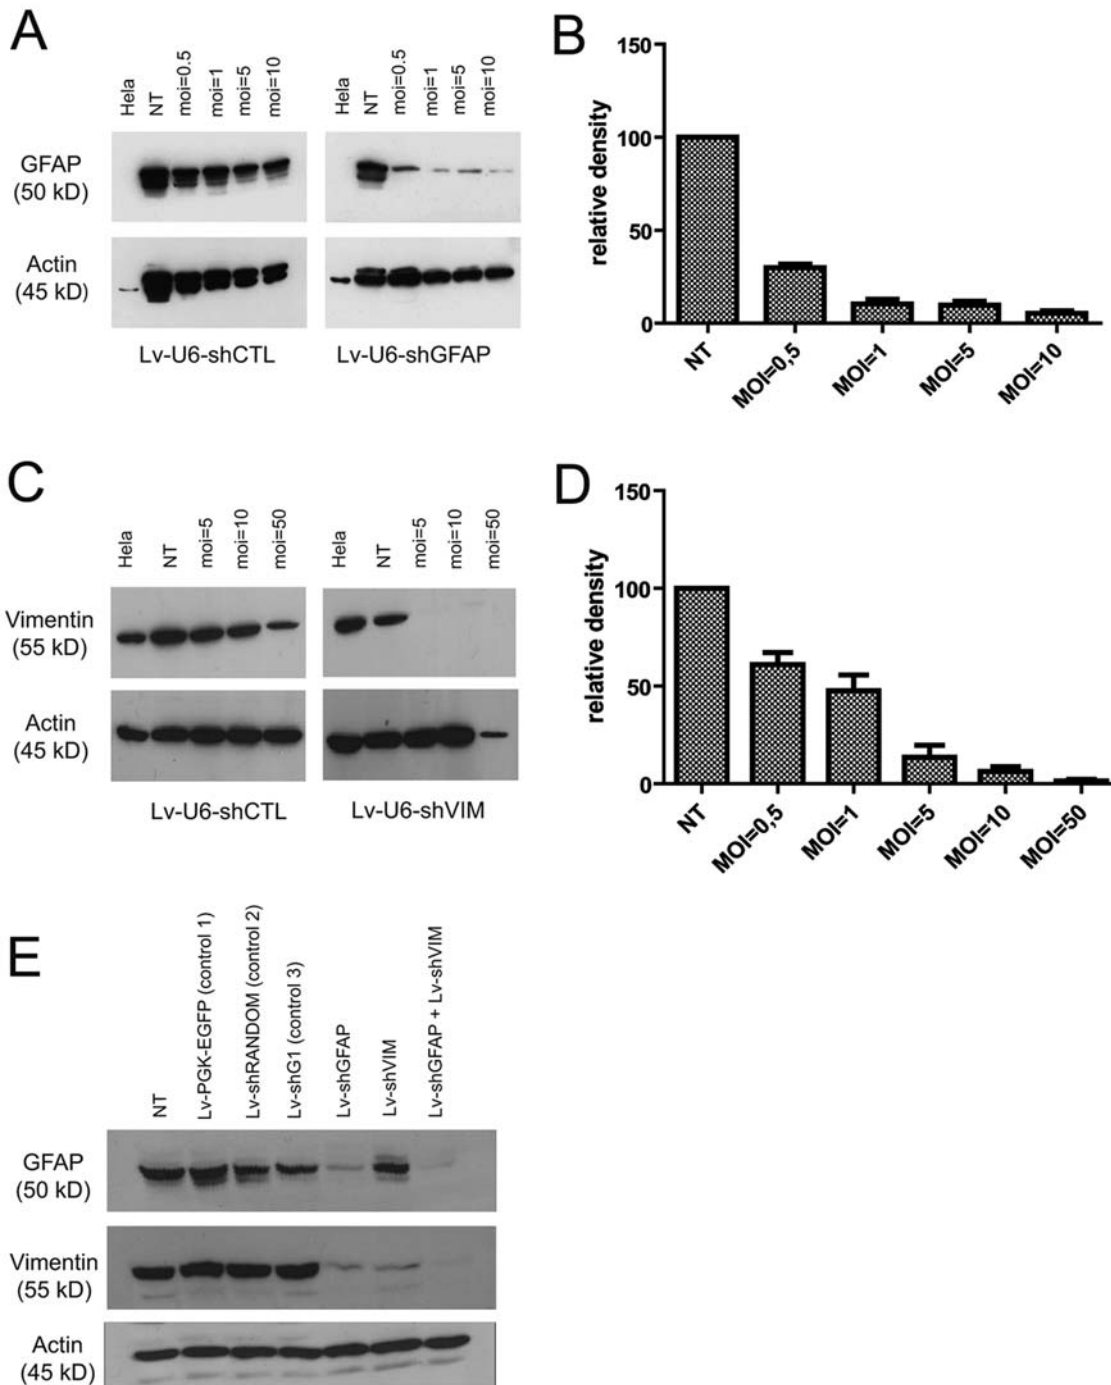 A
Hela
NT
moi=0.5
moi=1
moi=5
moi=10
Hela
NT
moi=0.5
moi=1
moi=5
moi=10
GFAP
(50 kD)
Actin
(45 kD)
Lv-U6-shCTL
Lv-U6-shGFAP
B
relative density
150
100
50
0
NT
MOI=0,5
MOI=1
MOI=5
MOI=10
C
Hela
NT
moi=5
moi=10
moi=50
Hela
NT
moi=5
moi=10
moi=50
Vimentin
(55 kD)
Actin
(45 kD)
Lv-U6-shCTL
Lv-U6-shVIM
D
relative density
150
100
50
0
NT
MOI=0,5
MOI=1
MOI=5
MOI=10
MOI=50
E
NT
Lv-PGK-EGFP (control 1)
Lv-shRANDOM (control 2)
Lv-shG1 (control 3)
Lv-shGFAP
Lv-shVIM
Lv-shGFAP + Lv-shVIM
GFAP
(50 kD)
Vimentin
(55 kD)
Actin
(45 kD)